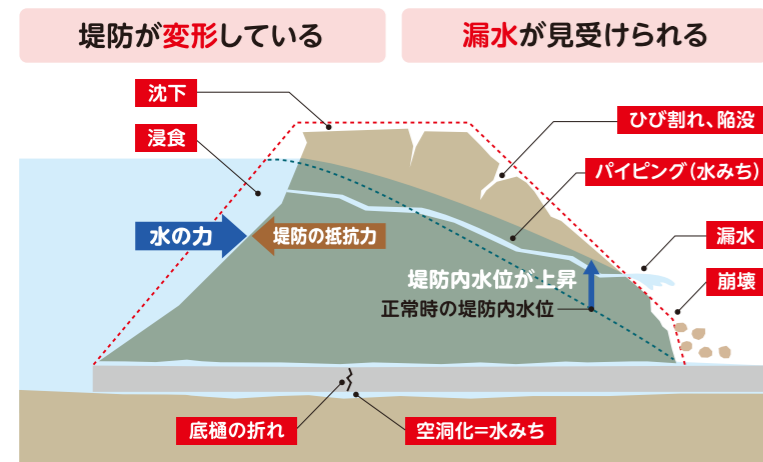 堤防が変形している
漏水が見受けられる
沈下
浸食
ひび割れ、陥没
パイピング(水みち)
水の力
堤防の抵抗力
漏水
堤防内水位が上昇
崩壊
正常時の堤防内水位
底樋の折れ
空洞化=水みち